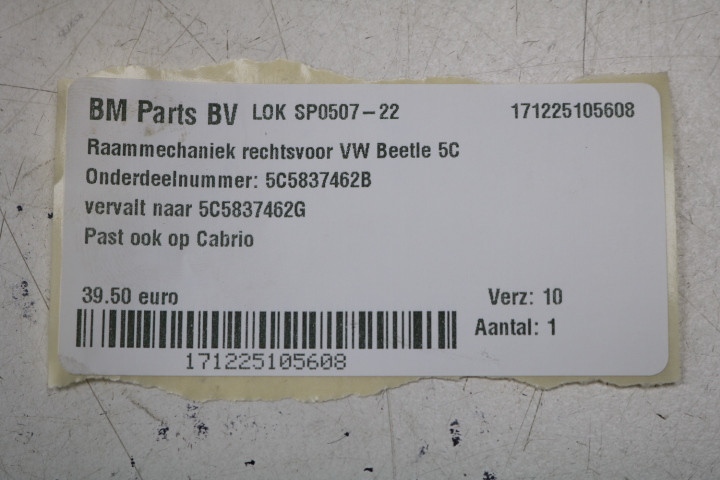 BM Parts BV LOK SP0507-22 171225105608
Raammechaniek rechtsvoor VW Beetle 5C
Onderdeelnummer: 5C5837462B
vervalt naar 5C5837462G
Past ook op Cabrio
39.50 euro Verz: 10
Aantal: 1
171225105608